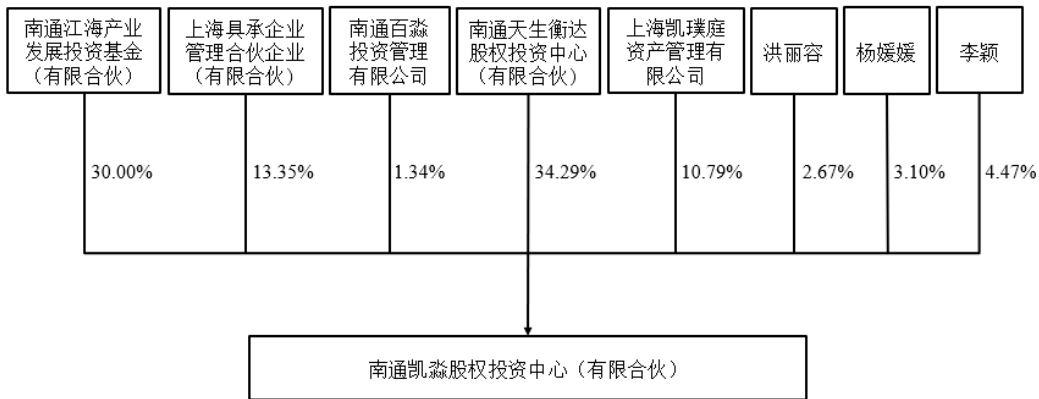 南通江海产业
发展投资基金
（有限合伙）
上海具承企业
管理合伙企业
（有限合伙）
南通百淼
投资管理
有限公司
南通天生衡达
股权投资中心
（有限合伙）
上海凯璞庭
资产管理有
限公司
洪丽容
杨媛媛
李颖
30.00%
13.35%
1.34%
34.29%
10.79%
2.67%
3.10%
4.47%
南通凯淼股权投资中心（有限合伙）